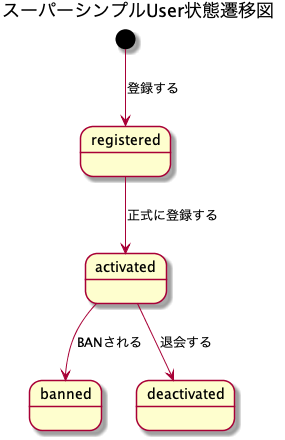 スーパーシンプルUser状態遷移図
登録する
registered
正式に登録する
activated
BANされる
退会する
banned
deactivated